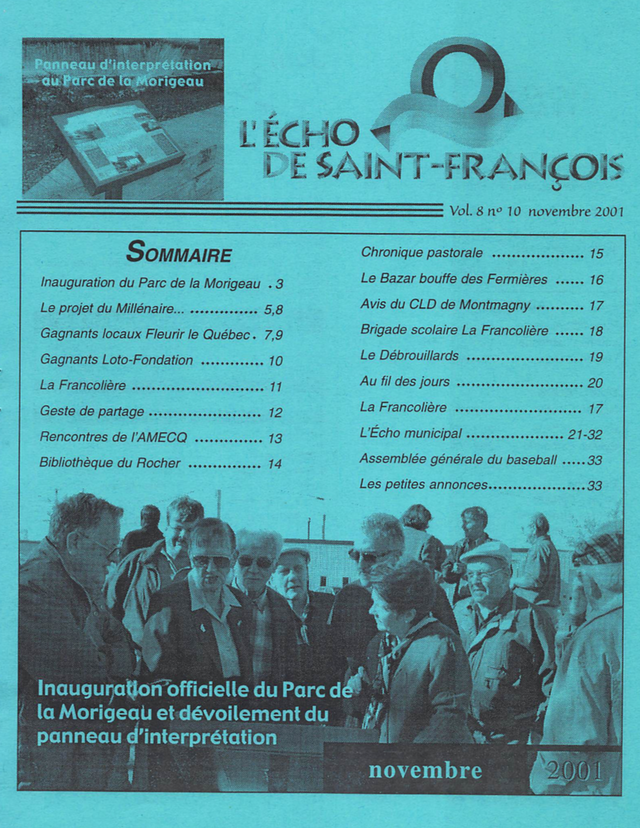 Panneau d'interprétation
au Parc de la Morigeau
L'ÉCHO
DE SAINT-FRANÇOIS
Vol. 8 nº 10 novembre 2001
SOMMAIRE
Inauguration du Parc de la Morigeau . 3
Le projet du Millénaire... .............. 5,8
Gagnants locaux Fleurir le Québec . 7,9
Gagnants Loto-Fondation ............ 10
La Francolière ......................... 11
Geste de partage ...................... 12
Rencontres de l'AMECQ ............. 13
Bibliothèque du Rocher .............. 14
Chronique pastorale ................... 15
Le Bazar bouffe des Fermières ...... 16
Avis du CLD de Montmagny .......... 17
Brigade scolaire La Francolière ...... 18
Le Débrouillards ....................... 19
Au fil des jours ......................... 20
La Francolière .......................... 17
L'Écho municipal .................... 21-32
Assemblée générale du baseball ..... 33
Les petites annonces ..................... 33
Inauguration officielle du Parc de
la Morigeau et dévoilement du
panneau d'interprétation
novembre 2001